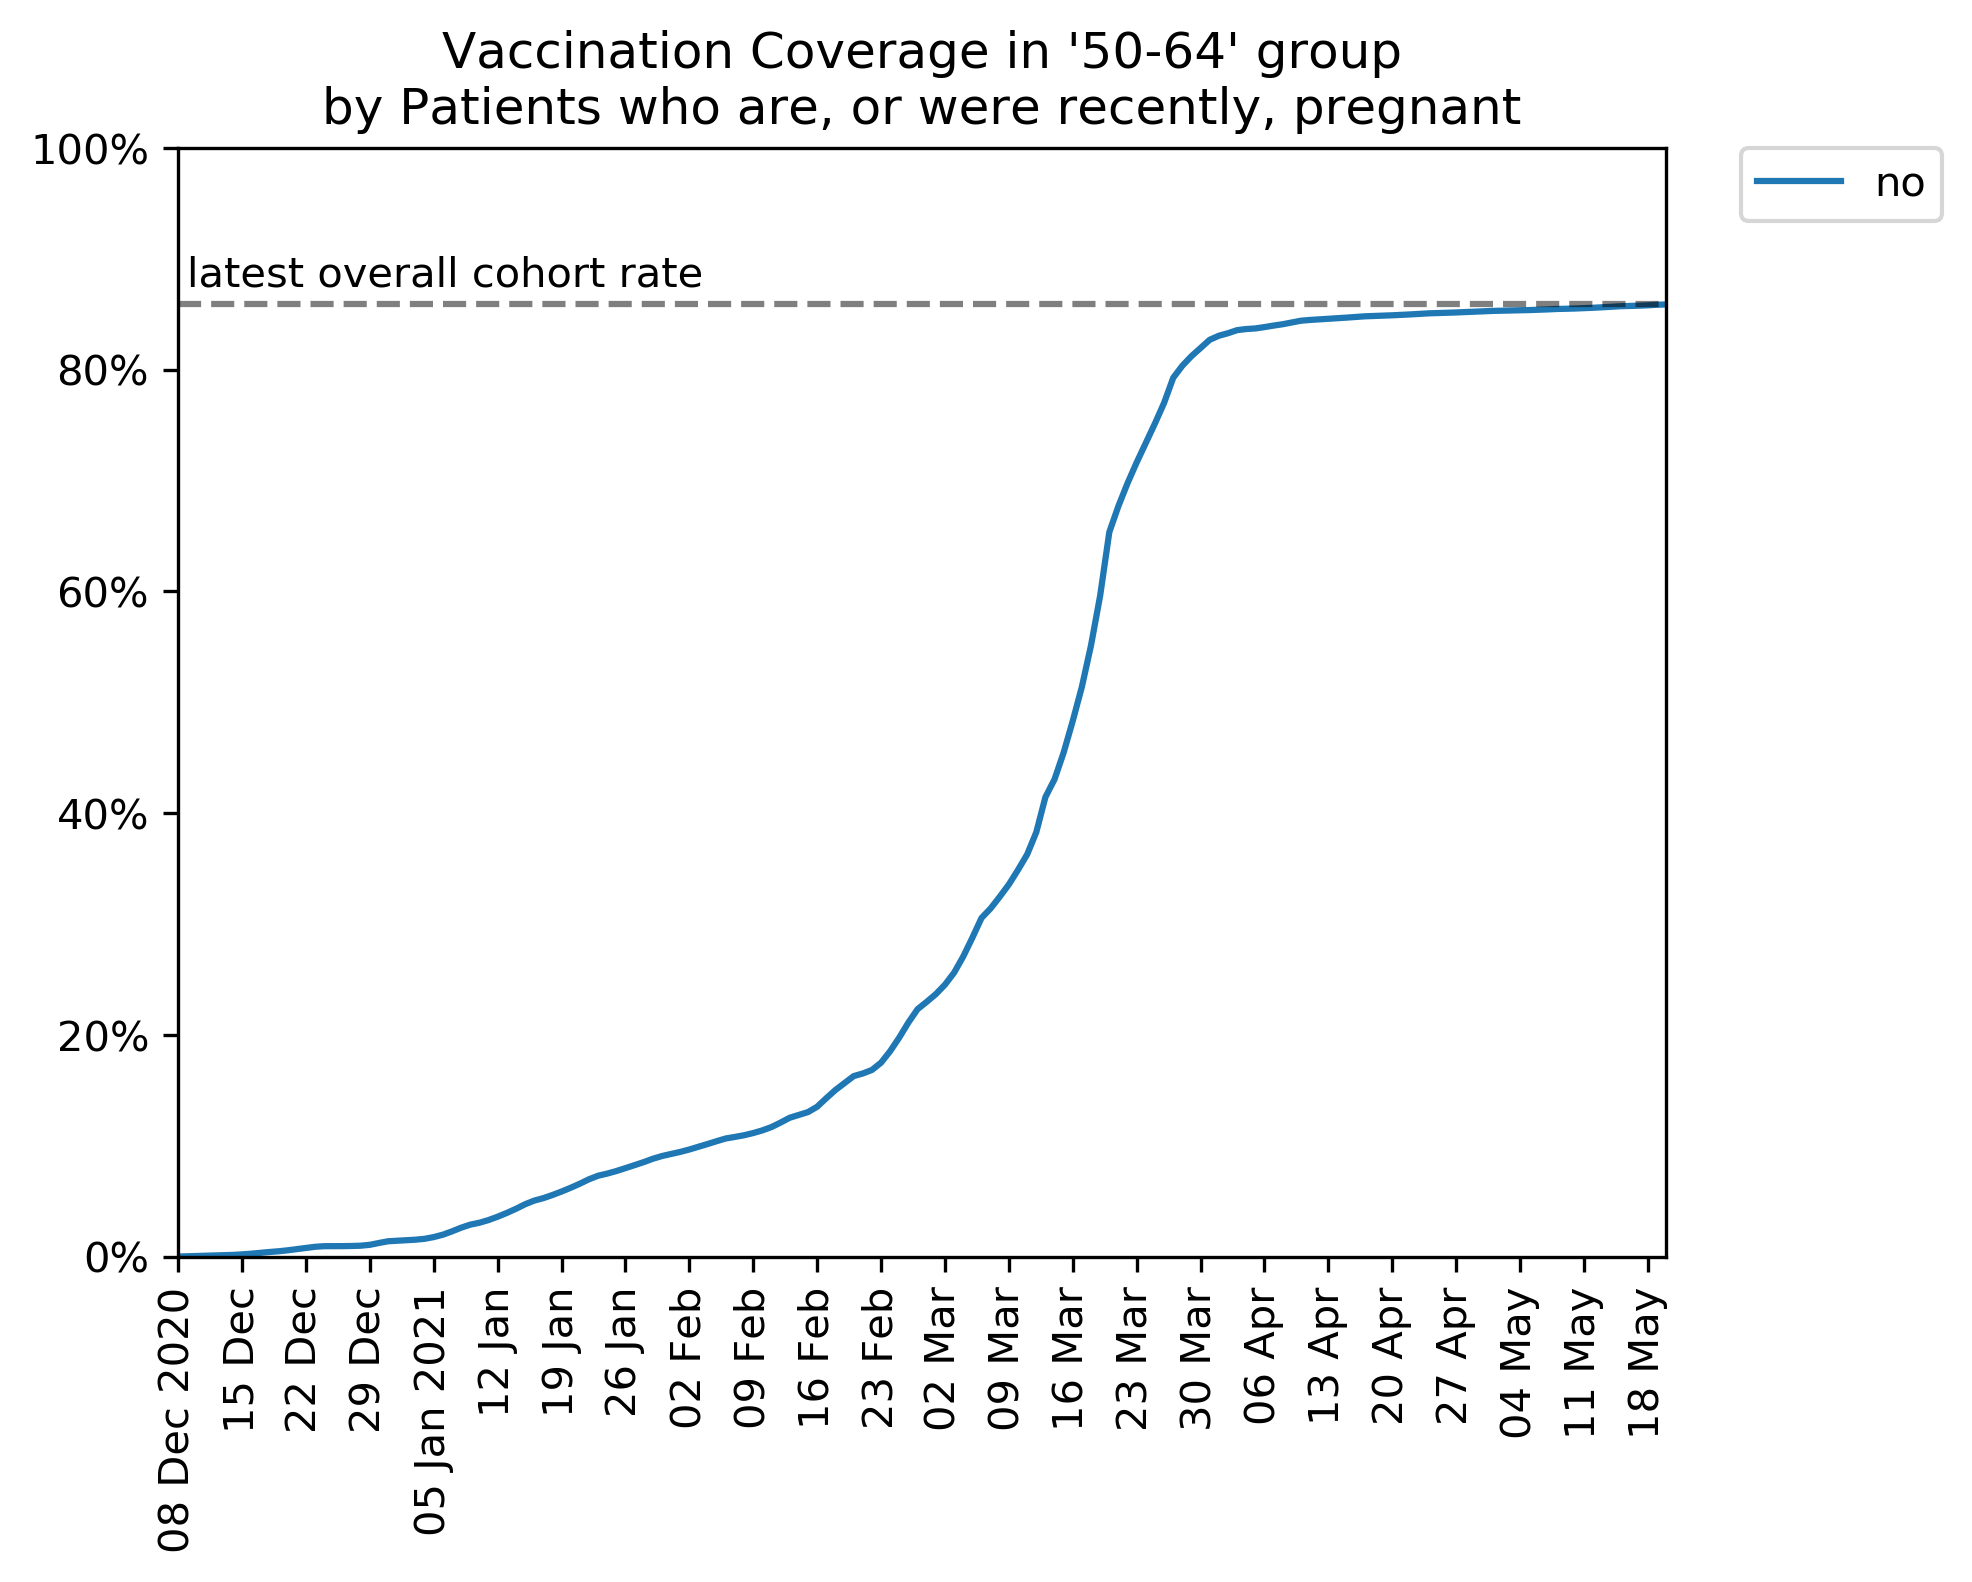 Vaccination Coverage in '50-64' group
by Patients who are, or were recently, pregnant
100%
80%
60%
40%
20%
0%
latest overall cohort rate
no
08 Dec 2020
15 Dec
22 Dec
29 Dec
05 Jan 2021
12 Jan
19 Jan
26 Jan
02 Feb
09 Feb
16 Feb
23 Feb
02 Mar
09 Mar
16 Mar
23 Mar
30 Mar
06 Apr
13 Apr
20 Apr
27 Apr
04 May
11 May
18 May